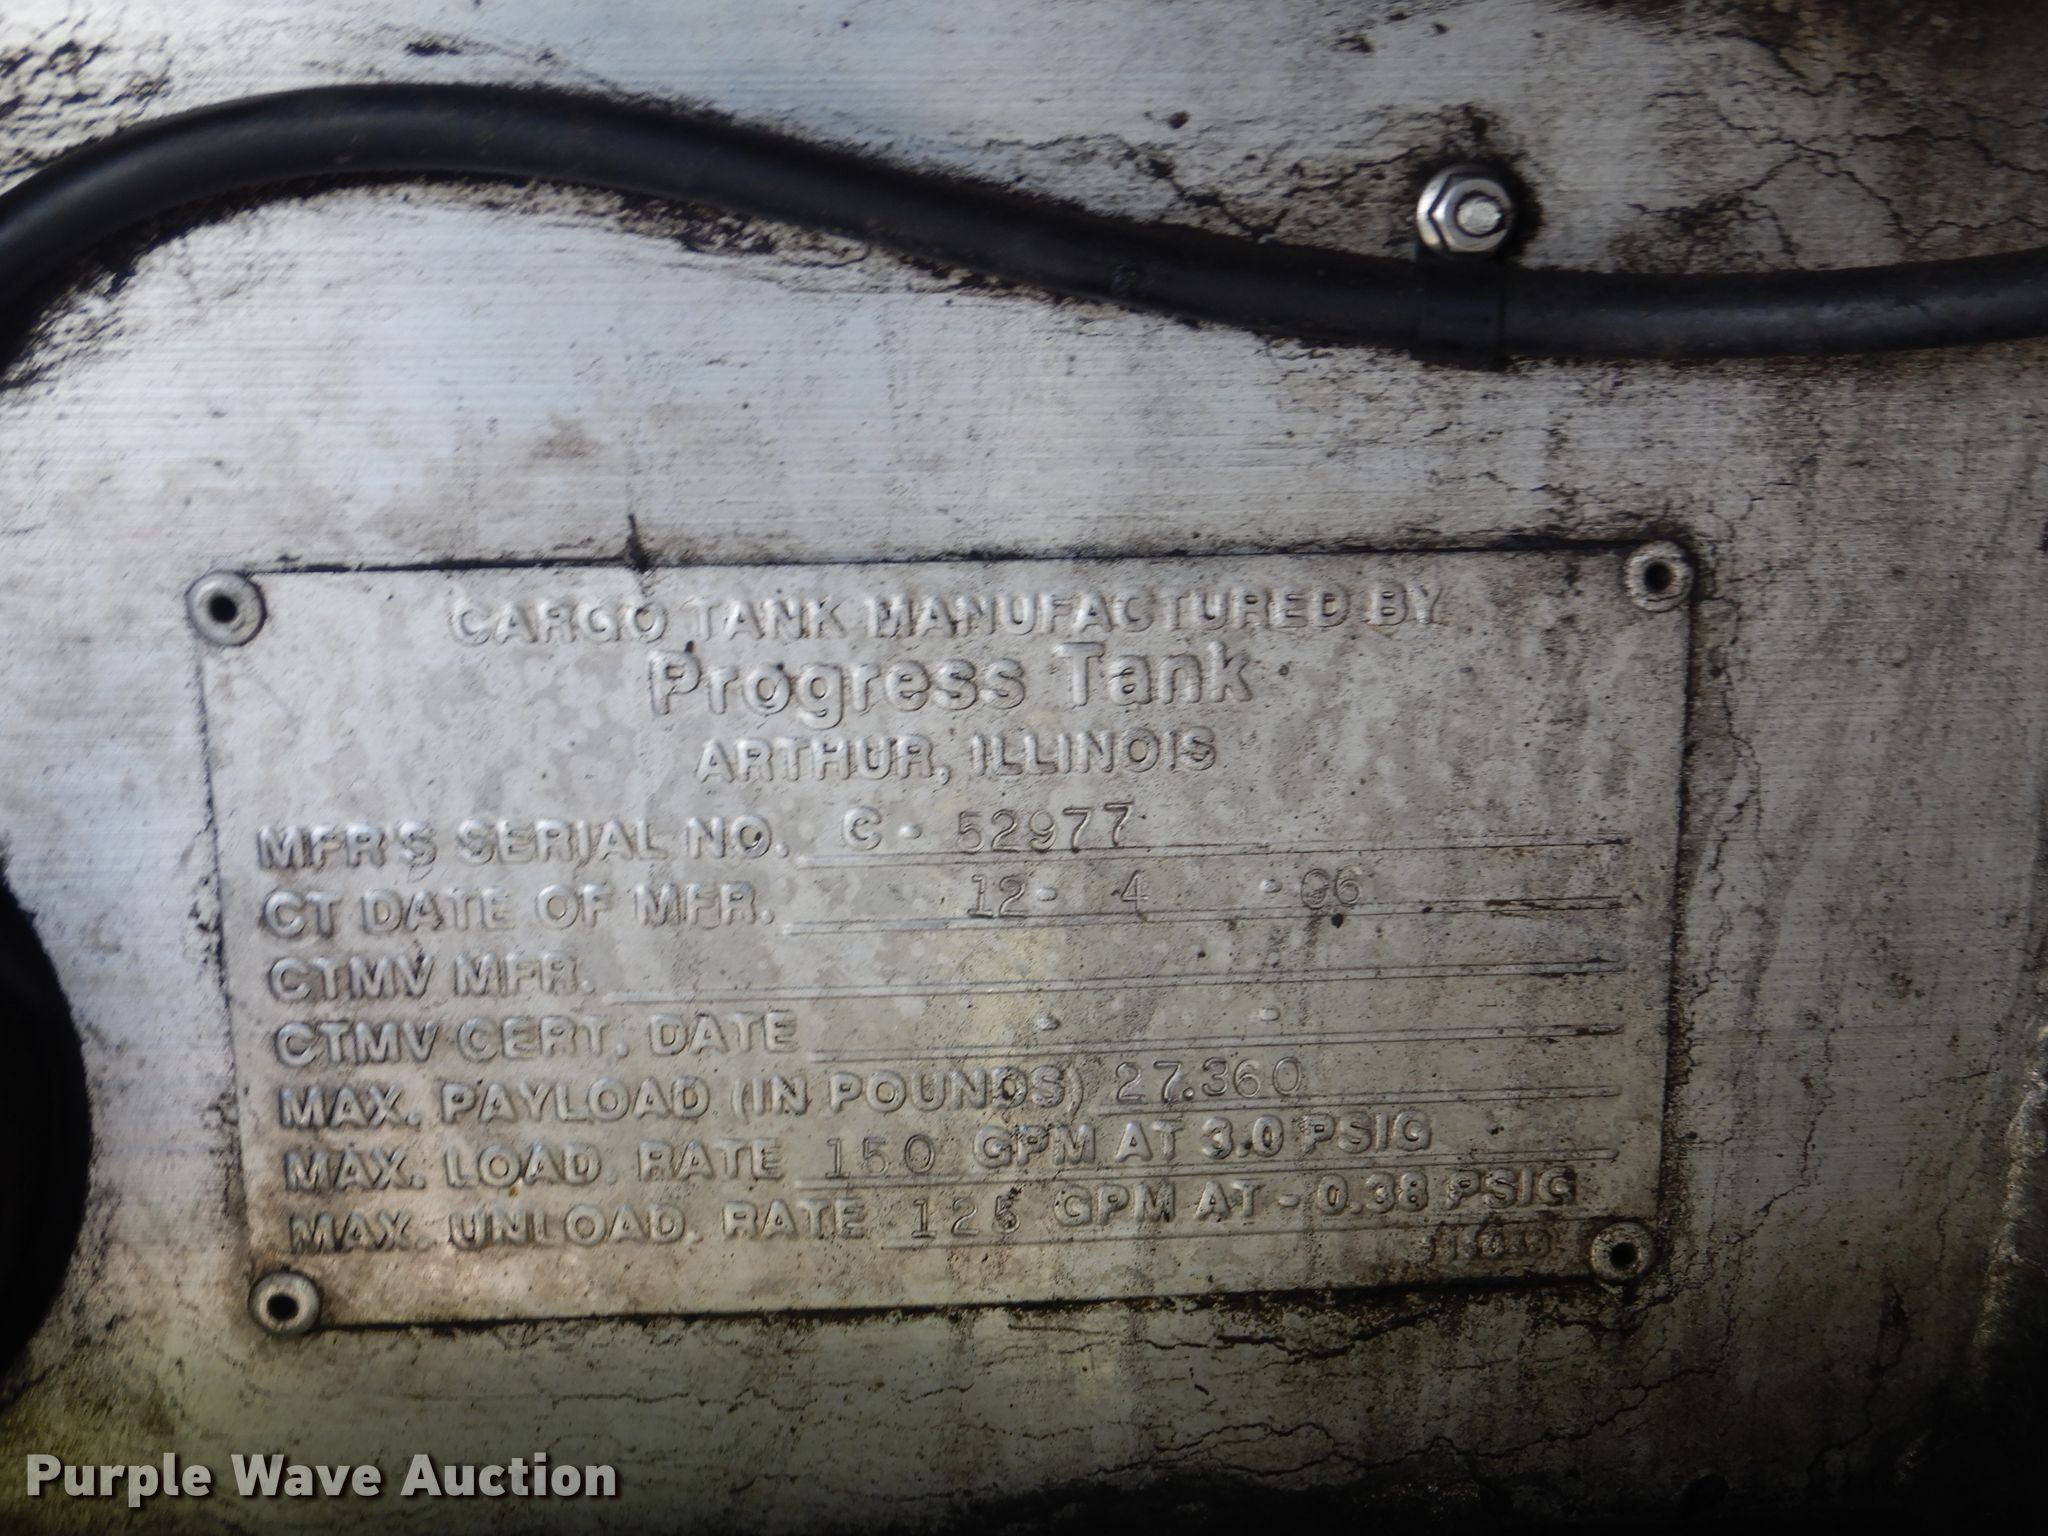 CARGO TANK MANUFACTURED BY
Progress Tank
ARTHUR, ILLINOIS
MFR'S SERIAL NO. C - 52977
CT DATE OF MFR. 12 - 4 - 06
CTMV MFR.
CTMV CERT. DATE - -
MAX. PAYLOAD (IN POUNDS) 27.360
MAX. LOAD. RATE 150 GPM AT 3.0 PSIG
MAX. UNLOAD. RATE 125 GPM AT - 0.38 PSIG
Purple Wave Auction